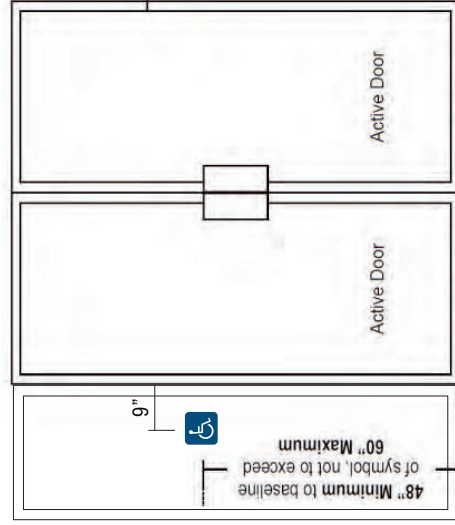 Active Door
Active Door
9"
48" Minimum to baseline
of symbol, not to exceed
60" Maximum